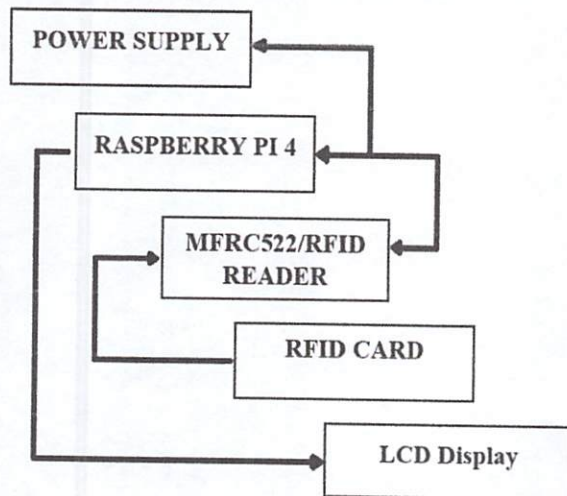 POWER SUPPLY
RASPBERRY PI 4
MFRC522/RFID
READER
RFID CARD
LCD Display